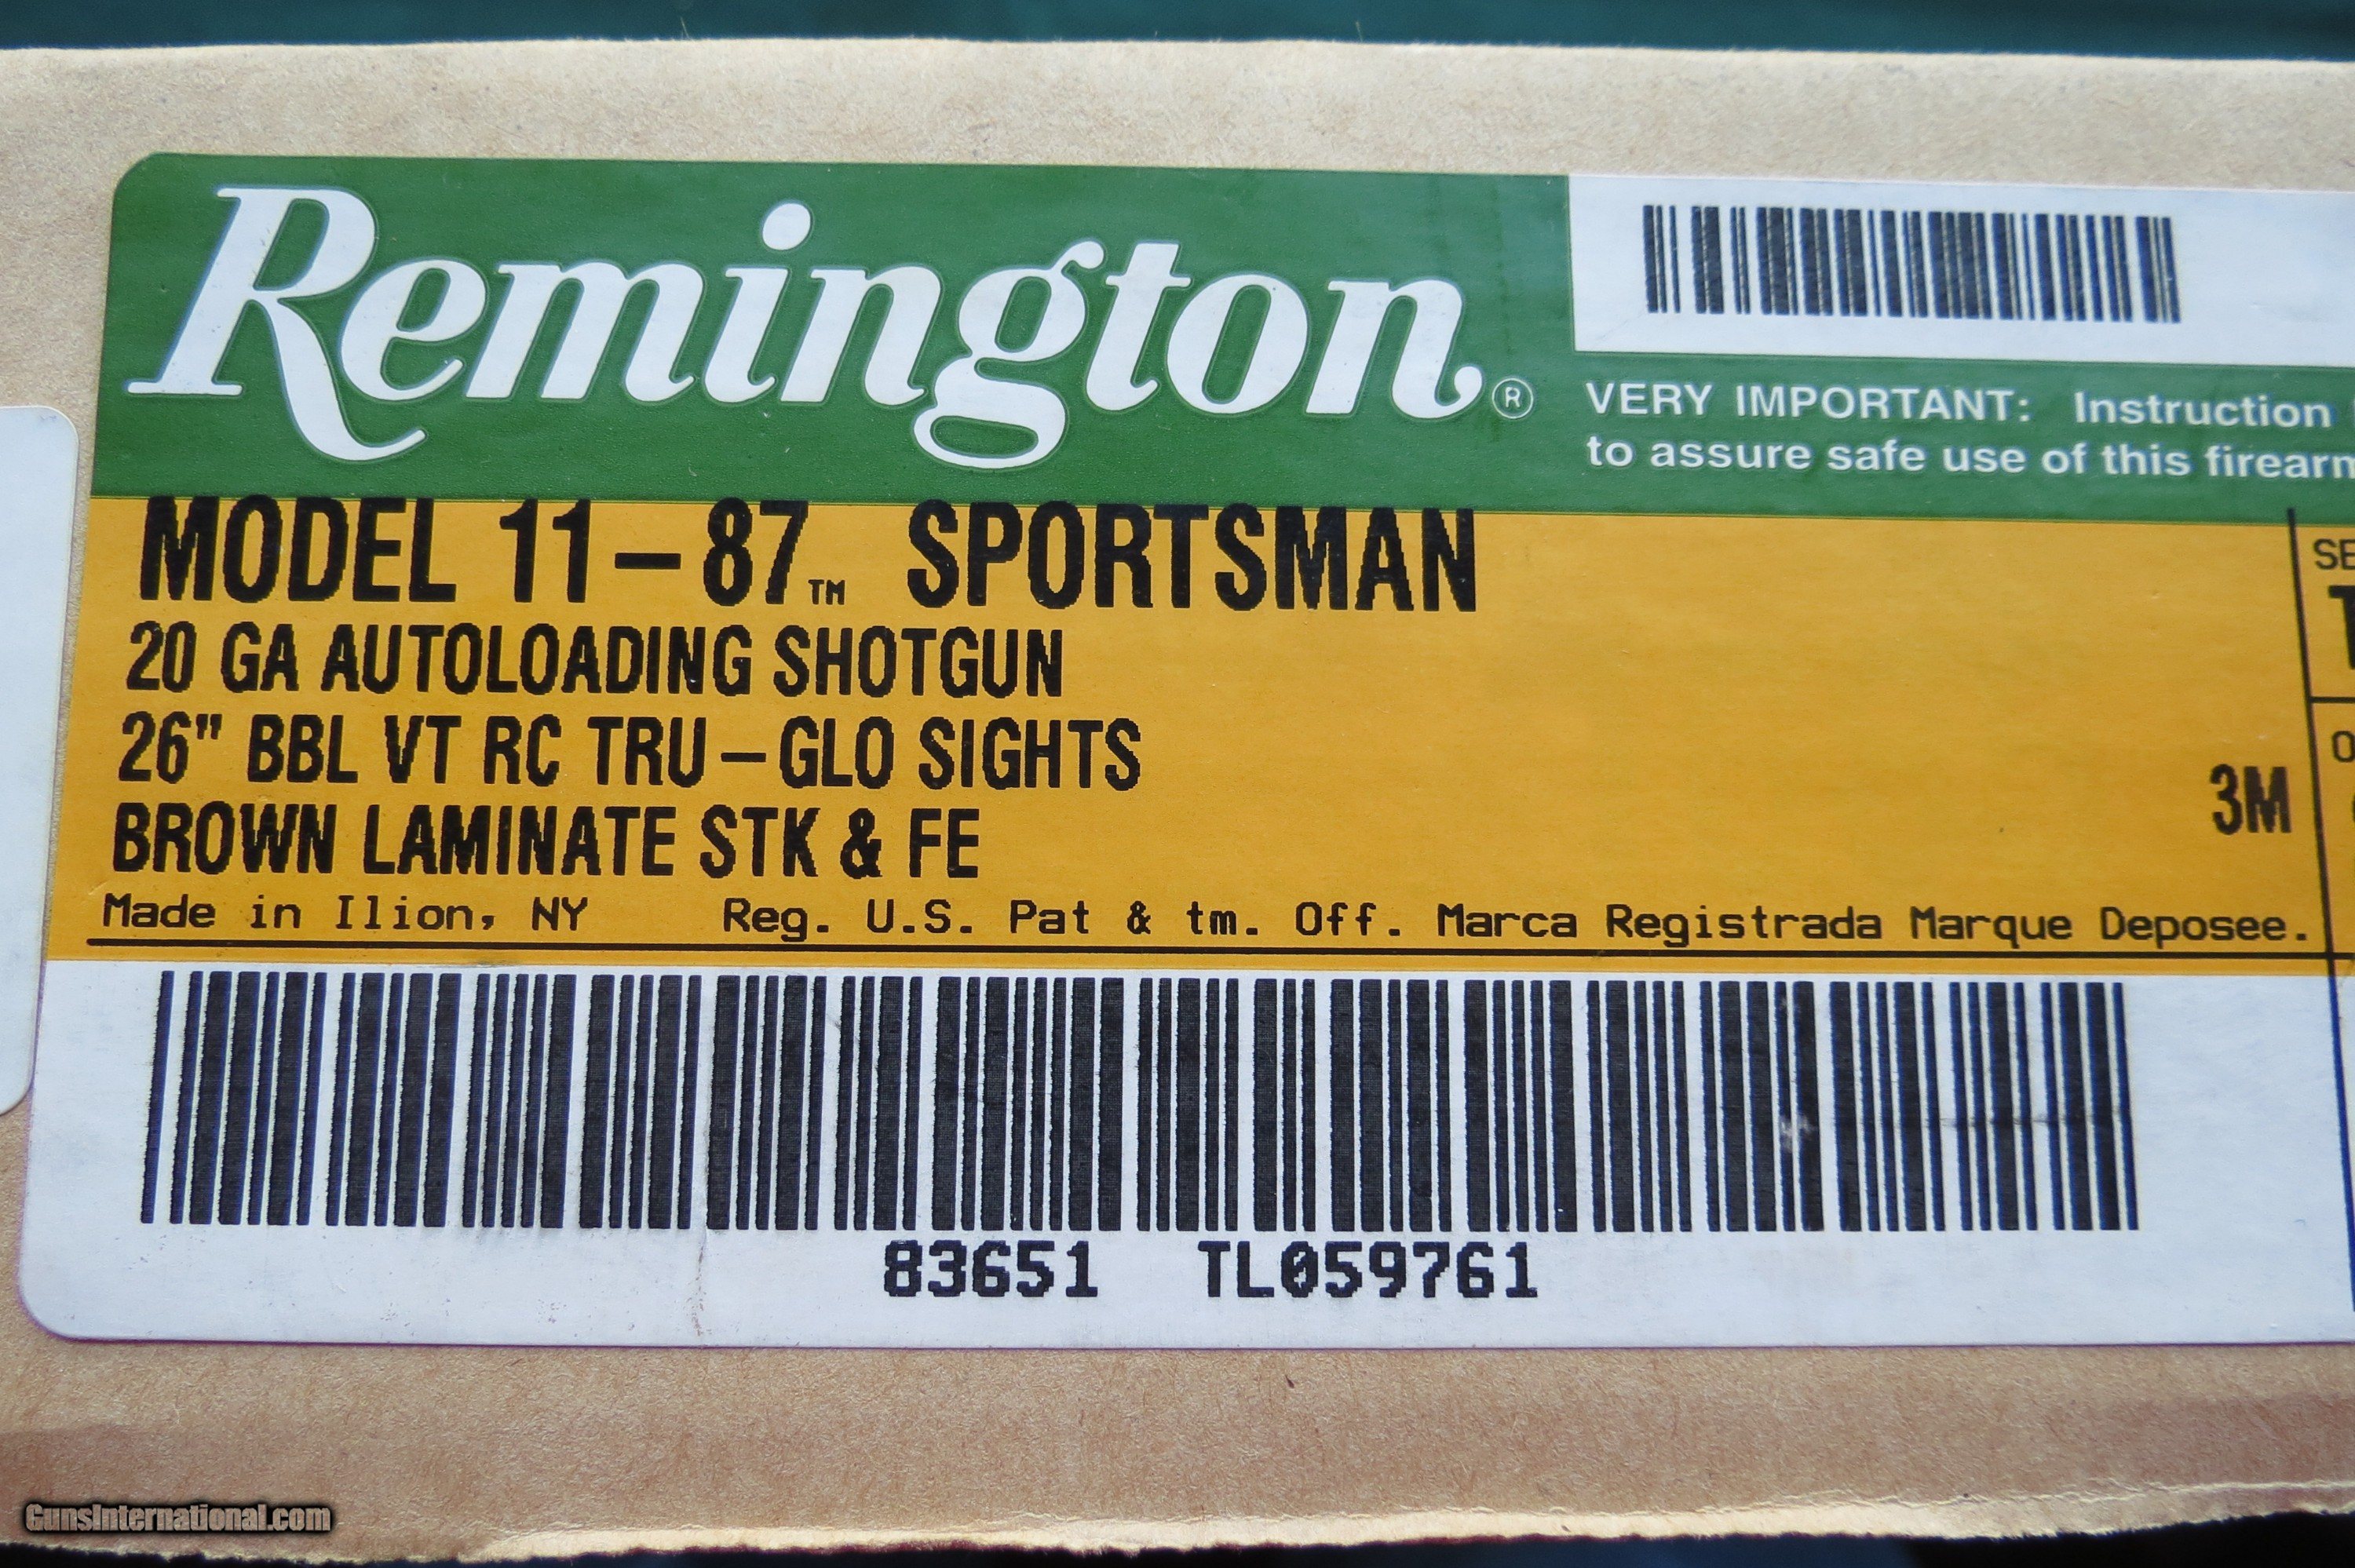 Remington®
VERY IMPORTANT: Instruction
to assure safe use of this firearm
MODEL 11-87™ SPORTSMAN
20 GA AUTOLOADING SHOTGUN
26" BBL VT RC TRU-GLO SIGHTS
3M
BROWN LAMINATE STK & FE
Made in Ilion, NY Reg. U.S. Pat & tm. Off. Marca Registrada Marque Deposee.
83651 TL059761
GunsInternational.com